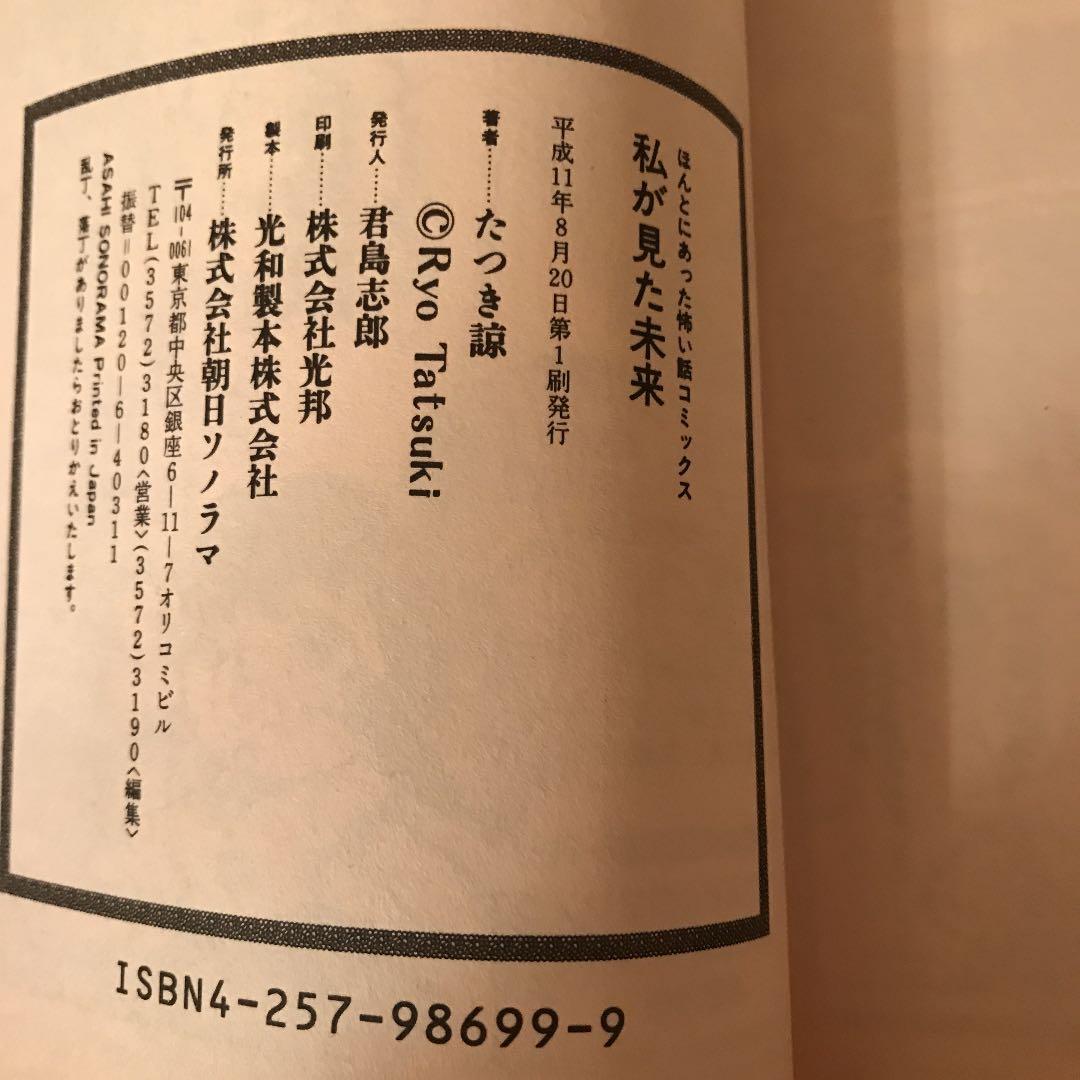 ほんとにあった怖い話コミックス
私が見た未来
平成11年8月20日第1刷発行
著者……たつき諒
©Ryo Tatsuki
発行人……君島志郎
印刷……株式会社光邦
製本……光和製本株式会社
発行所……株式会社朝日ソノラマ
〒104-0061東京都中央区銀座6—11—7オリコミビル
TEL(3572)3180〈営業〉(3572)3190〈編集〉
振替＝00120—6—40311
ASAHI SONORAMA Printed in Japan
乱丁、落丁がありましたらおとりかえいたします。
ISBN4-257-98699-9